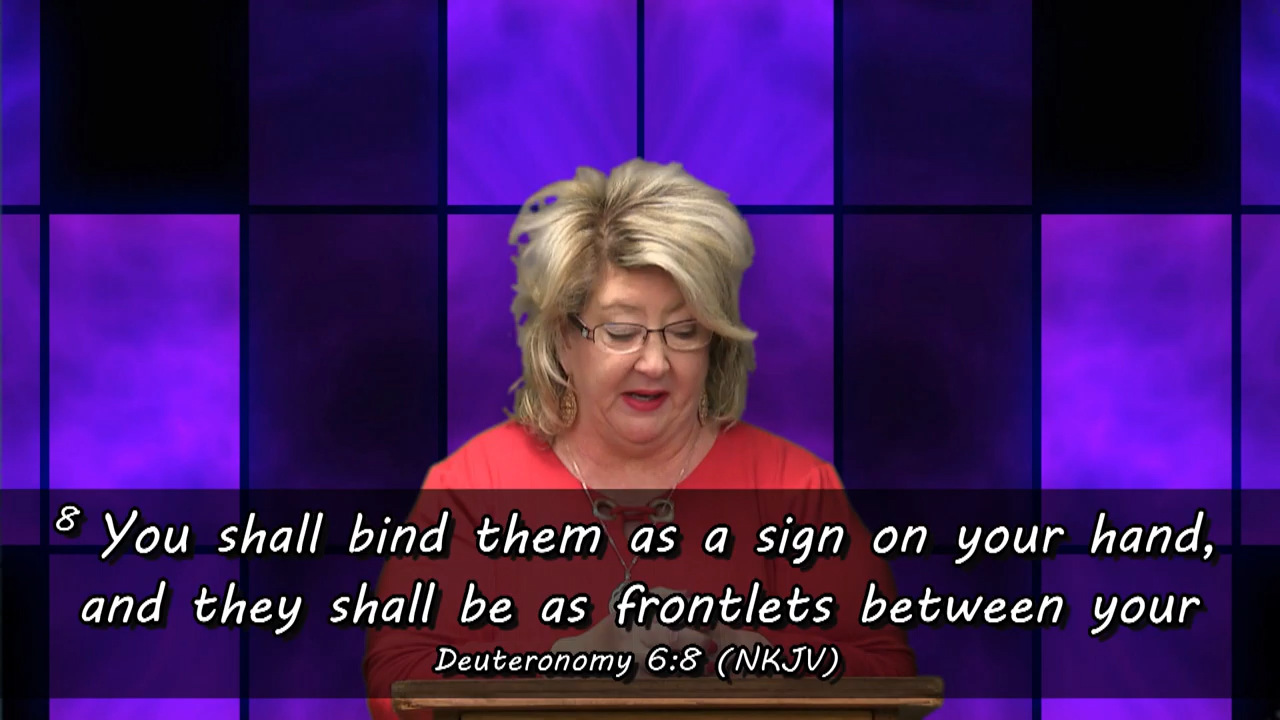 8 You shall bind them as a sign on your hand,
and they shall be as frontlets between your
Deuteronomy 6:8 (NKJV)